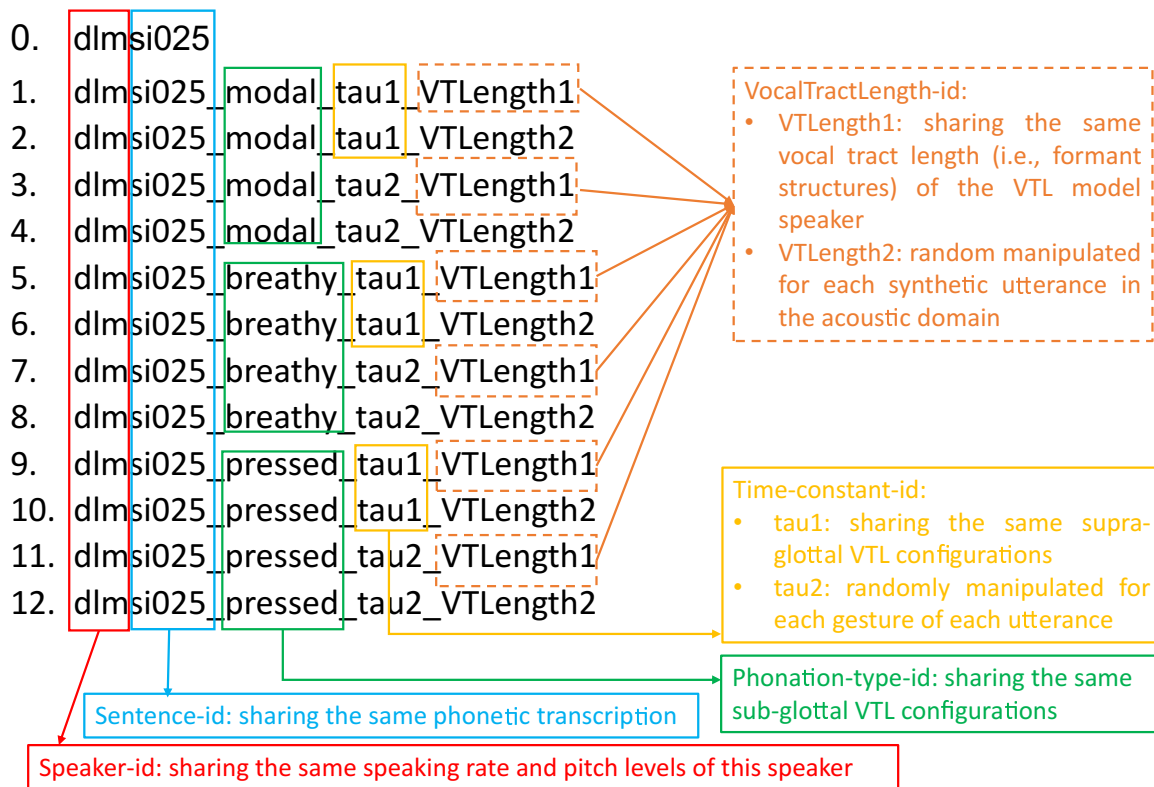 0. dlmsi025
1. dlmsi025_modal_tau1_VTLength1
2. dlmsi025_modal_tau1_VTLength2
3. dlmsi025_modal_tau2_VTLength1
4. dlmsi025_modal_tau2_VTLength2
5. dlmsi025_breathy_tau1_VTLength1
6. dlmsi025_breathy_tau1_VTLength2
7. dlmsi025_breathy_tau2_VTLength1
8. dlmsi025_breathy_tau2_VTLength2
9. dlmsi025_pressed_tau1_VTLength1
10. dlmsi025_pressed_tau1_VTLength2
11. dlmsi025_pressed_tau2_VTLength1
12. dlmsi025_pressed_tau2_VTLength2
VocalTractLength-id:
• VTLength1: sharing the same
vocal tract length (i.e., formant
structures) of the VTL model
speaker
• VTLength2: random manipulated
for each synthetic utterance in
the acoustic domain
Time-constant-id:
• tau1: sharing the same supra-
glottal VTL configurations
• tau2: randomly manipulated for
each gesture of each utterance
Phonation-type-id: sharing the same
sub-glottal VTL configurations
Sentence-id: sharing the same phonetic transcription
Speaker-id: sharing the same speaking rate and pitch levels of this speaker